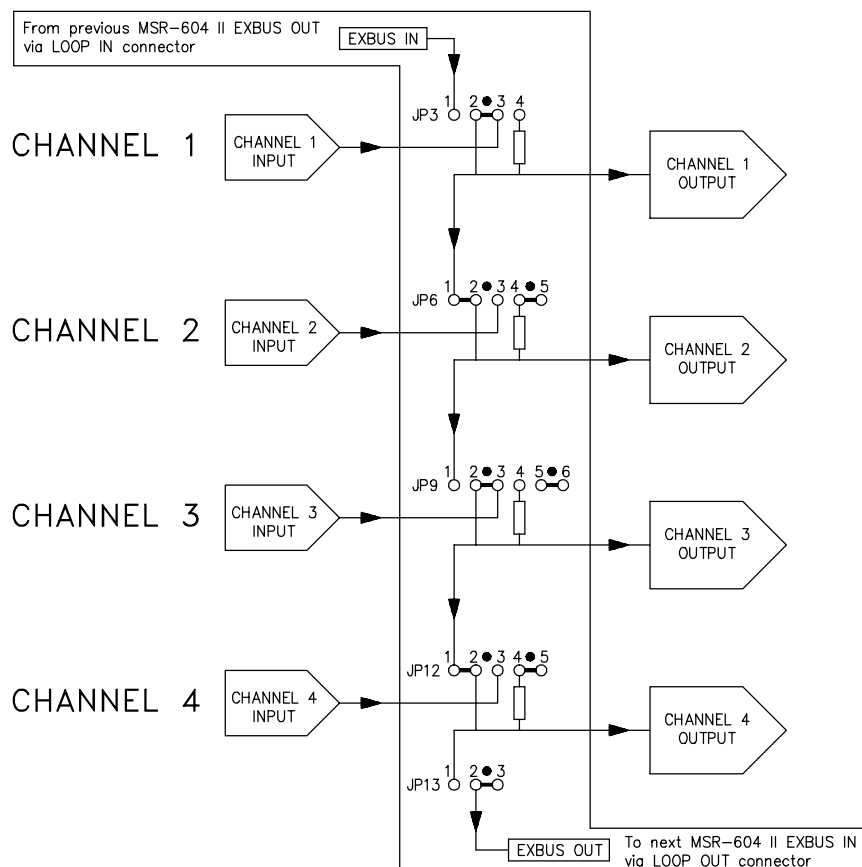 From previous MSR-604 II EXBUS OUT
via LOOP IN connector
EXBUS IN
JP3 1 2 3 4
CHANNEL 1
CHANNEL 1
INPUT
CHANNEL 1
OUTPUT
JP6 1 2 3 4 5
CHANNEL 2
CHANNEL 2
INPUT
CHANNEL 2
OUTPUT
JP9 1 2 3 4 5 6
CHANNEL 3
CHANNEL 3
INPUT
CHANNEL 3
OUTPUT
JP12 1 2 3 4 5
CHANNEL 4
CHANNEL 4
INPUT
CHANNEL 4
OUTPUT
JP13 1 2 3
EXBUS OUT
To next MSR-604 II EXBUS IN
via LOOP OUT connector